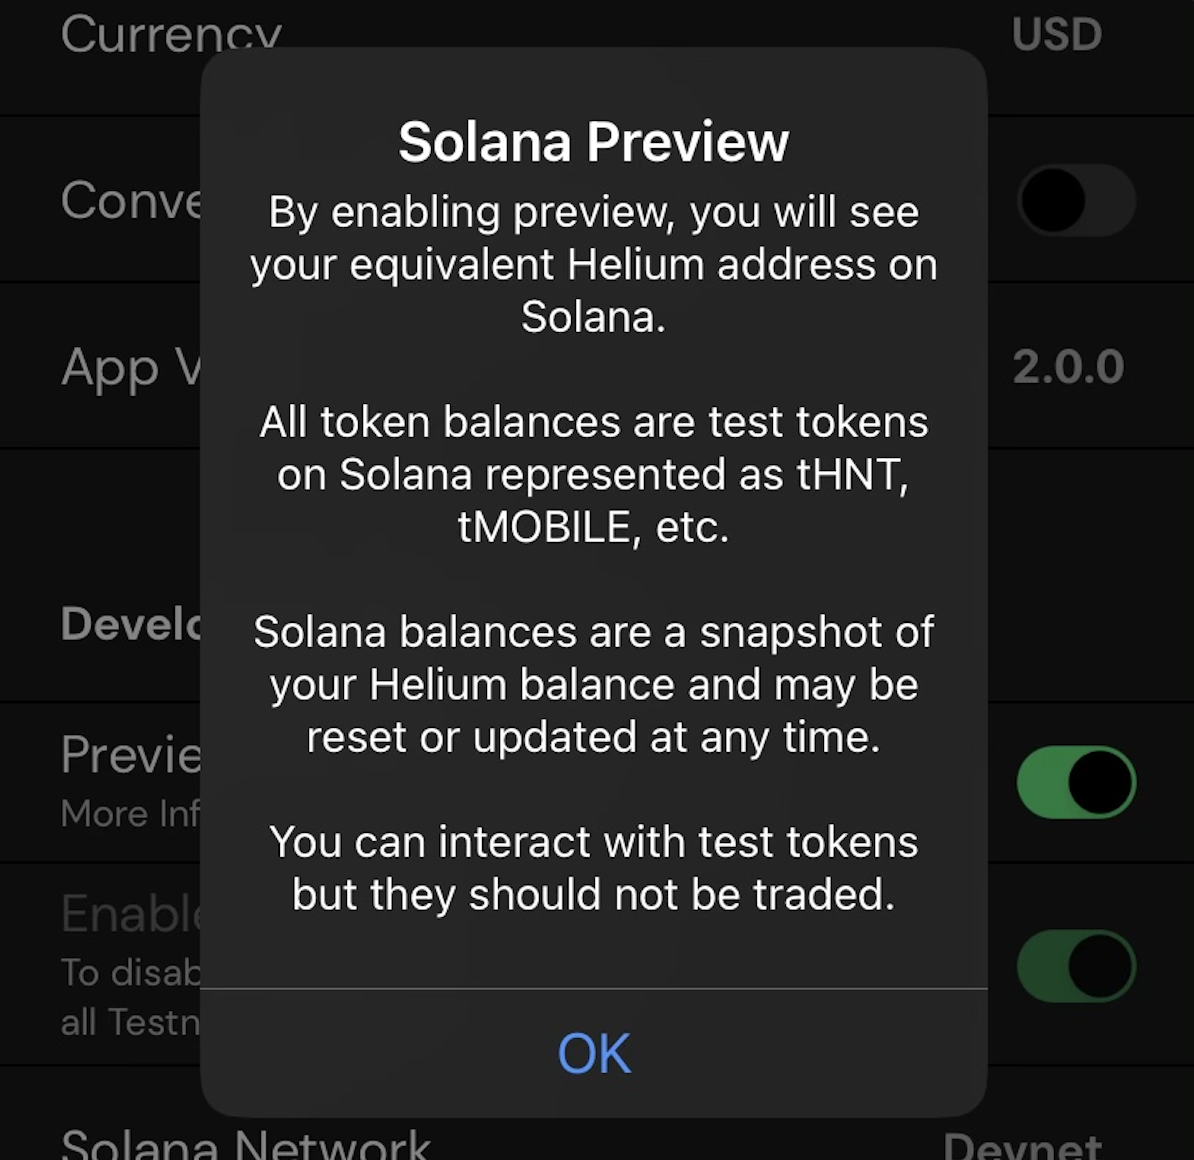 Currency
USD
Solana Preview
By enabling preview, you will see
your equivalent Helium address on
Solana.
All token balances are test tokens
on Solana represented as tHNT,
tMOBILE, etc.
Solana balances are a snapshot of
your Helium balance and may be
reset or updated at any time.
You can interact with test tokens
but they should not be traded.
OK
Conve
App V
2.0.0
Develo
Previe
More Inf
Enable
To disab
all Testn
Solana Network
Devnet